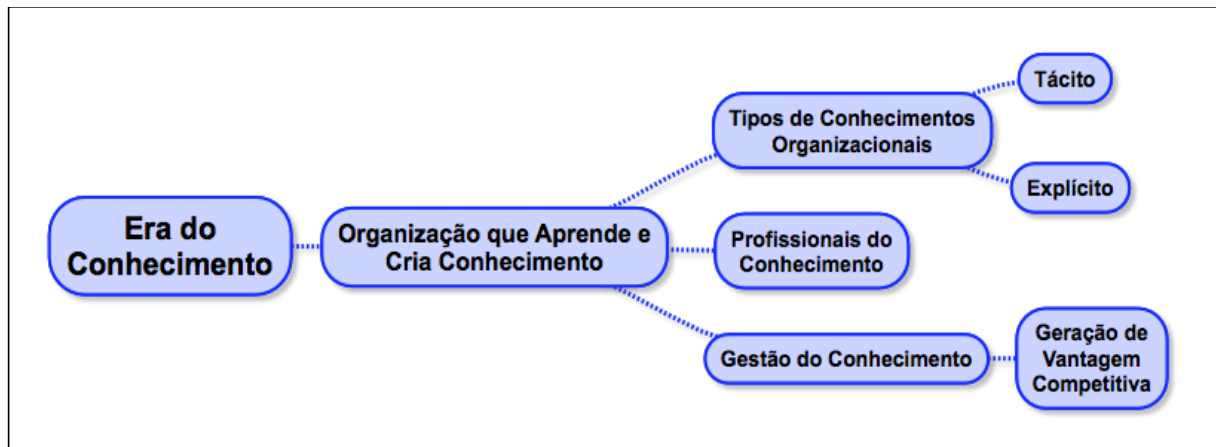 Era do
Conhecimento
Organização que Aprende e
Cria Conhecimento
Tipos de Conhecimentos
Organizacionais
Tácito
Explícito
Profissionais do
Conhecimento
Gestão do Conhecimento
Geração de
Vantagem
Competitiva